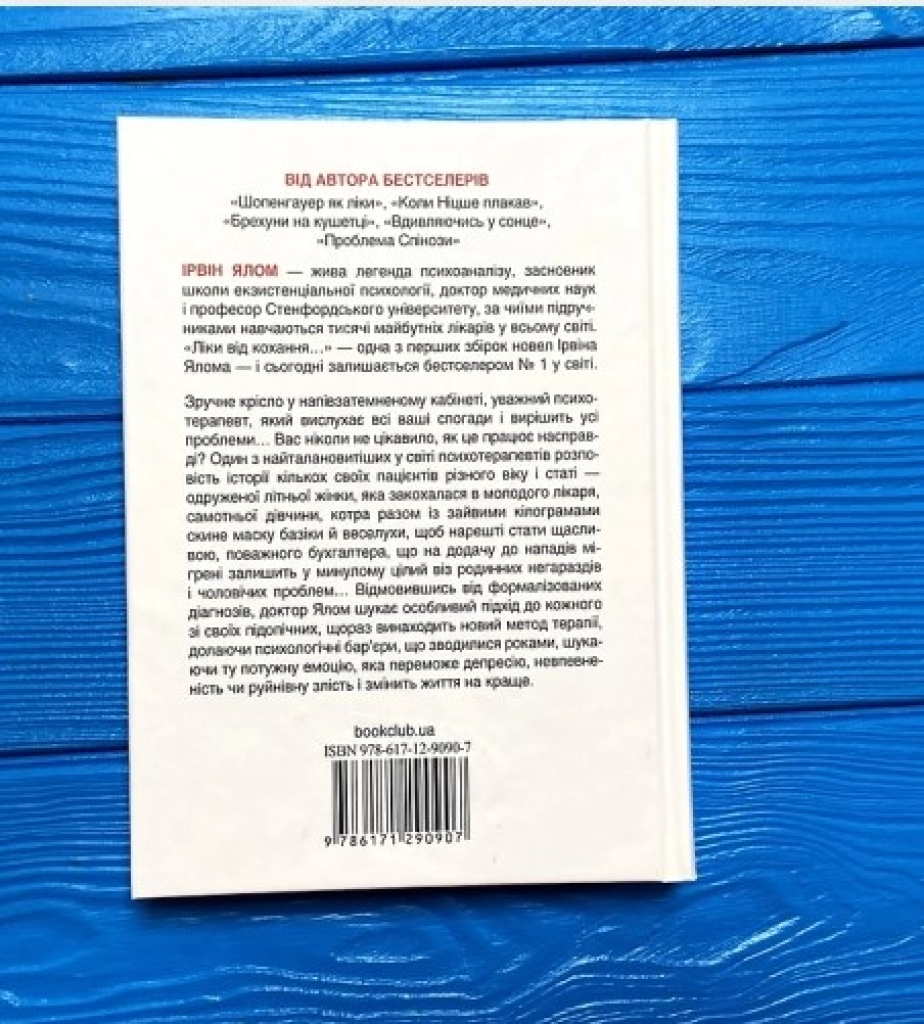 ВІД АВТОРА БЕСТСЕЛЕРІВ
«Шопенгауер як ліки», «Коли Ніцше плакав»,
«Брехуни на кушетці», «Вдивляючись у сонце»,
«Проблема Спінози»
ІРВІН ЯЛОМ — жива легенда психоаналізу, засновник
школи екзистенціальної психології, доктор медичних наук
і професор Стенфордського університету, за чиїми підруч-
никами навчаються тисячі майбутніх лікарів у всьому світі.
«Ліки від кохання...» — одна з перших збірок новел Ірвіна
Ялома — і сьогодні залишається бестселером № 1 у світі.
Зручне крісло у напівзатемненому кабінеті, уважний психо-
терапевт, який вислухає всі ваші спогади і вирішить усі
проблеми... Вас ніколи не цікавило, як це працює насправ-
ді? Один з найталановитіших у світі психотерапевтів розпо-
вість історії кількох своїх пацієнтів різного віку і статі —
одруженої літньої жінки, яка закохалася в молодого лікаря,
самотньої дівчини, котра разом із зайвими кілограмами
скине маску базіки й веселухи, щоб нарешті стати щасли-
вою, поважного бухгалтера, що на додачу до нападів мі-
грені залишить у минулому цілий віз родинних негараздів
і чоловічих проблем... Відмовившись від формалізованих
діагнозів, доктор Ялом шукає особливий підхід до кожного
зі своїх підопічних, щораз винаходить новий метод терапії,
долаючи психологічні бар'єри, що зводилися роками, шука-
ючи ту потужну емоцію, яка переможе депресію, невпевне-
ність чи руйнівну злість і змінить життя на краще.
bookclub.ua
ISBN 978-617-12-9090-7
9 786171 290907